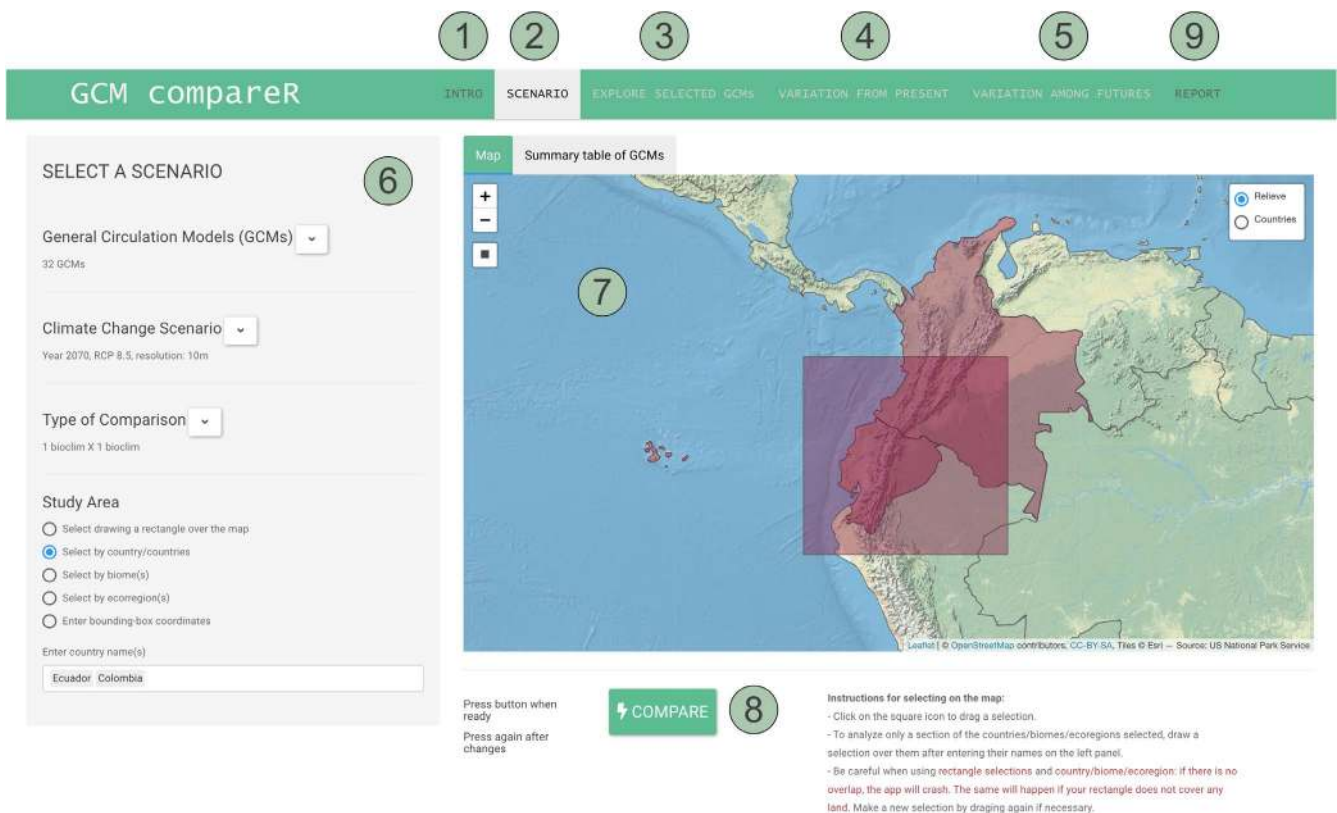 1 2 3 4 5 9
GCM compareR
INTRO SCENARIO EXPLORE SELECTED GCMs VARIATION FROM PRESENT VARIATION AMONG FUTURES REPORT
SELECT A SCENARIO
6
General Circulation Models (GCMs)
32 GCMs
Climate Change Scenario
Year 2070, RCP 8.5, resolution: 10m
Type of Comparison
1 bioclim X 1 bioclim
Study Area
Select drawing a rectangle over the map
Select by country/countries
Select by biome(s)
Select by ecorregion(s)
Enter bounding-box coordinates
Enter country name(s)
Ecuador Colombia
Map Summary table of GCMs
+
−
Relieve
Countries
7
Leaflet | © OpenStreetMap contributors, CC-BY-SA, Tiles © Esri — Source: US National Park Service
Press button when
ready
Press again after
changes
COMPARE
8
Instructions for selecting on the map:
- Click on the square icon to drag a selection.
- To analyze only a section of the countries/biomes/ecoregions selected, draw a
selection over them after entering their names on the left panel.
- Be careful when using rectangle selections and country/biome/ecoregion: if there is no
overlap, the app will crash. The same will happen if your rectangle does not cover any
land. Make a new selection by draging again if necessary.